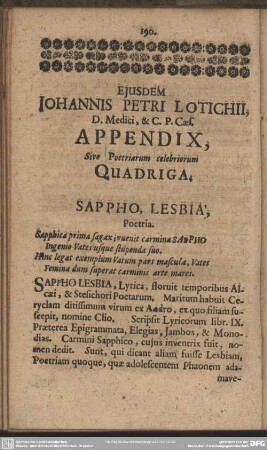 190.
EJUSDEM
IOHANNIS PETRI LOTICHII,
D. Medici, & C. P. Cæs.
APPENDIX,
Sive Poetriarum celebriorum
QUADRIGA.
SAPPHO, LESBIA,
Poetria.
Sapphica prima sagax, invenit carmina SAPPHO
Ingenio Vates usque stupenda suo.
Hinc legat exemplum Vatum pars mascula, Vates
Femina dum superat carminis arte mares.
SAPPHO LESBIA, Lyrica, floruit temporibus Al-
cæi, & Stesichori Poetarum. Maritum habuit Ce-
ryclam ditissimum virum ex Andro, ex quo filiam su-
scepit, nomine Clio. Scripsit Lyricorum libr. IX.
Præterea Epigrammata, Elegias, Jambos, & Mono-
dias. Carmini Sapphico, cujus inventrix fuit, no-
men dedit. Sunt, qui dicant aliam fuisse Lesbiam,
Poetriam quoque, quæ adolescentem Phaonem ada-
mave-